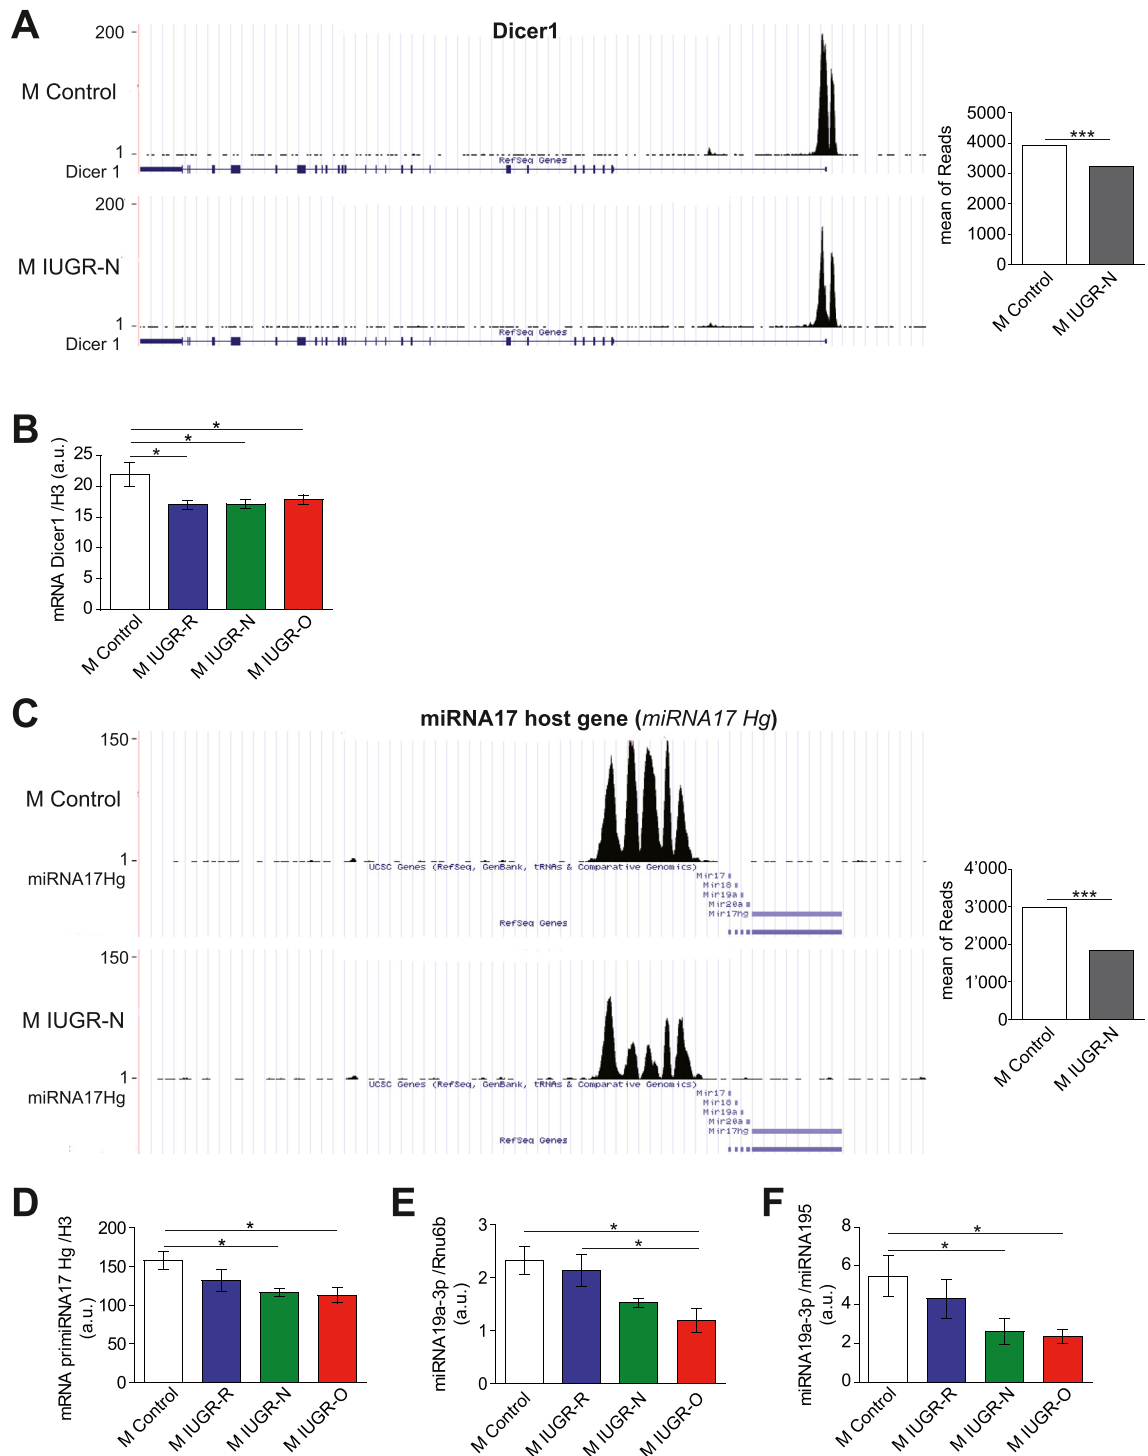 A
Dicer1
200
M Control
1
RefSeq Genes
Dicer 1
200
M IUGR-N
1
RefSeq Genes
Dicer 1
mean of Reads
5000
4000
3000
2000
1000
0
***
M Control
M IUGR-N
B
mRNA Dicer1 /H3 (a.u.)
25
20
15
10
5
0
*
*
*
M Control
M IUGR-R
M IUGR-N
M IUGR-O
C
miRNA17 host gene (miRNA17 Hg)
150
M Control
1
UCSC Genes (RefSeq, GenBank, tRNAs & Comparative Genomics)
miRNA17Hg
Mir17
Mir18
Mir19a
Mir20a
Mir17hg
RefSeq Genes
150
M IUGR-N
1
UCSC Genes (RefSeq, GenBank, tRNAs & Comparative Genomics)
miRNA17Hg
Mir17
Mir18
Mir19a
Mir20a
Mir17hg
RefSeq Genes
mean of Reads
4'000
3'000
2'000
1'000
0
***
M Control
M IUGR-N
D
mRNA primiRNA17 Hg /H3
(a.u.)
200
150
100
50
0
*
*
M Control
M IUGR-R
M IUGR-N
M IUGR-O
E
miRNA19a-3p /Rnu6b
(a.u.)
3
2
1
0
*
*
M Control
M IUGR-R
M IUGR-N
M IUGR-O
F
miRNA19a-3p /miRNA195
(a.u.)
8
6
4
2
0
*
*
M Control
M IUGR-R
M IUGR-N
M IUGR-O